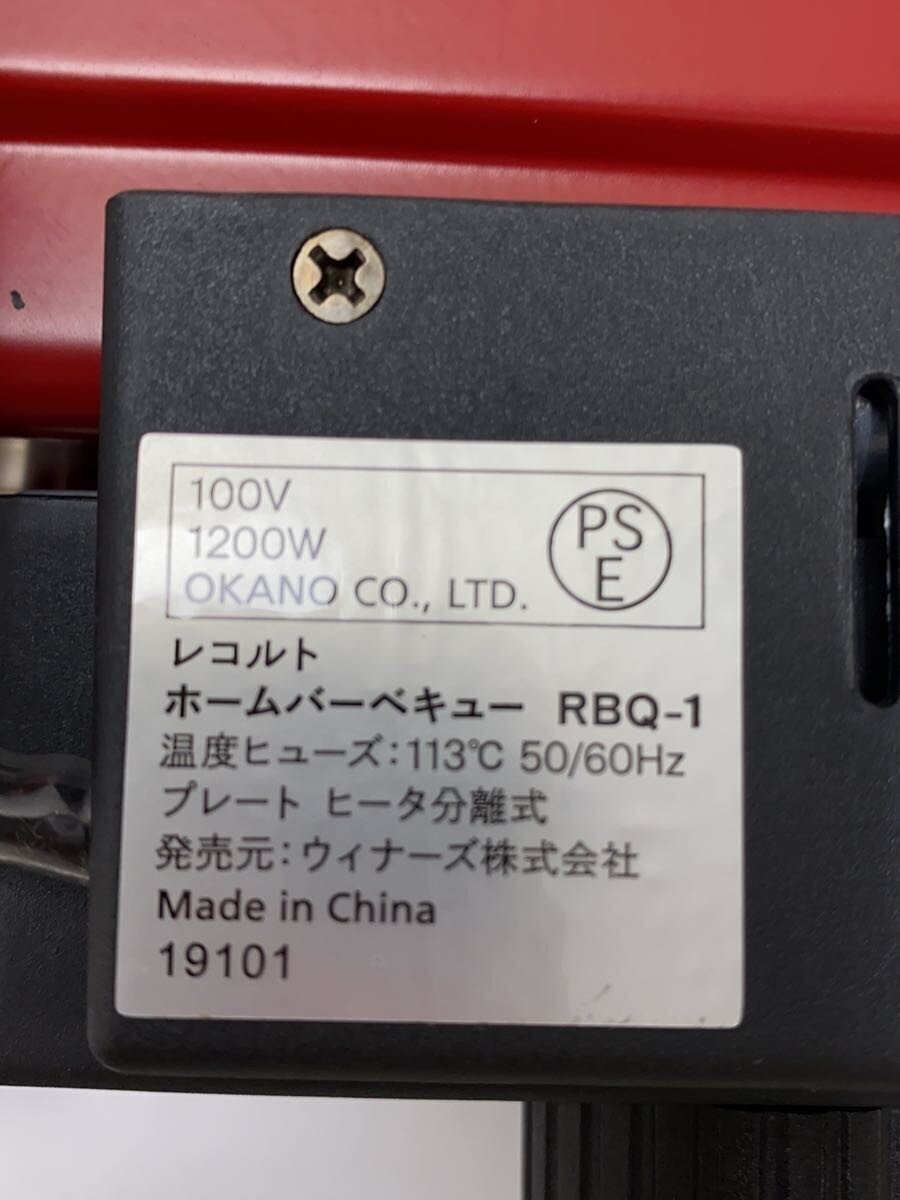 100V
1200W
OKANO CO., LTD.
PS
E
レコルト
ホームバーベキュー RBQ-1
温度ヒューズ:113℃ 50/60Hz
プレート ヒータ分離式
発売元:ウィナーズ株式会社
Made in China
19101